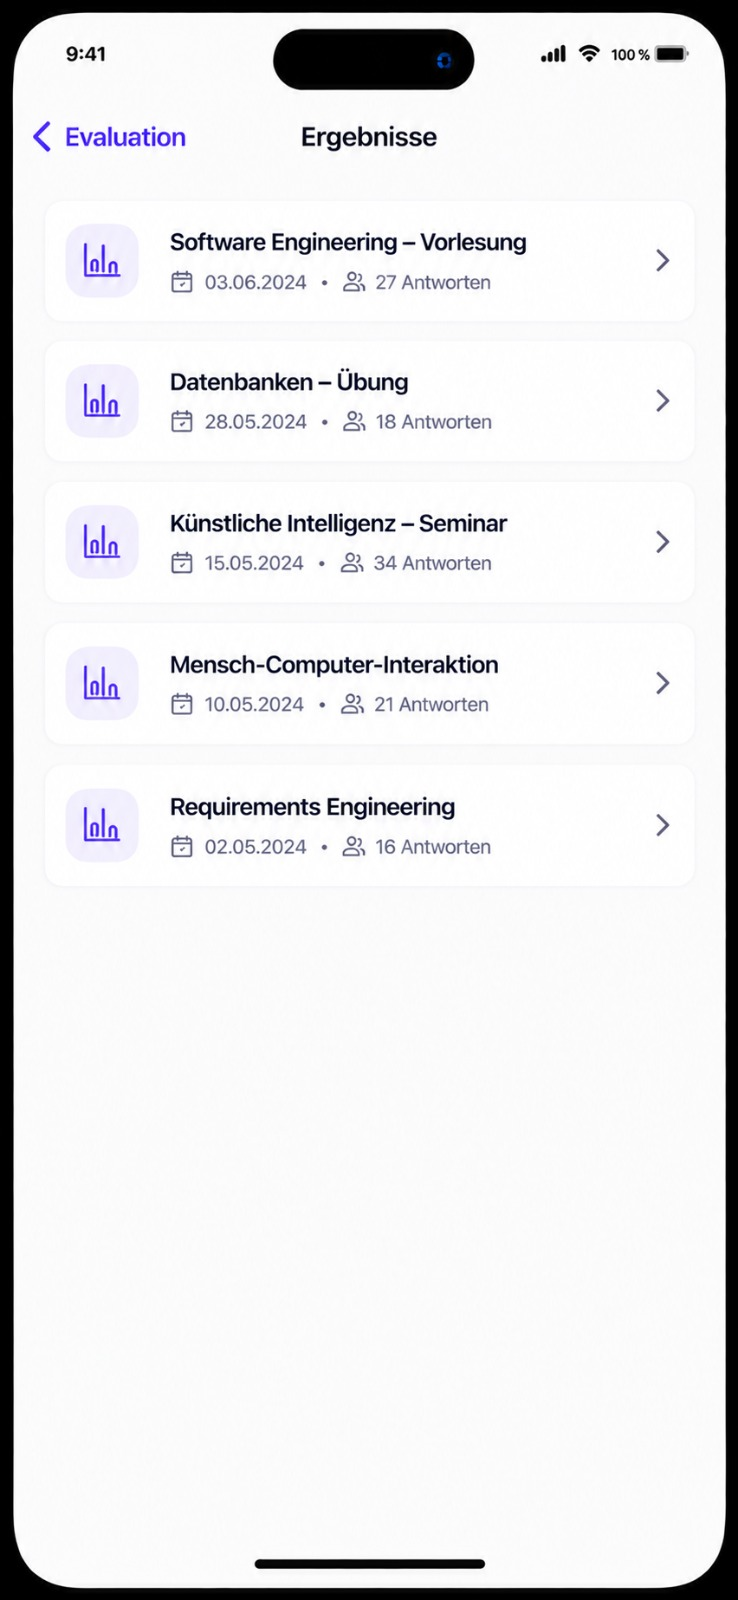 9:41
100 %
Evaluation
Ergebnisse
Software Engineering – Vorlesung
03.06.2024 • 27 Antworten
Datenbanken – Übung
28.05.2024 • 18 Antworten
Künstliche Intelligenz – Seminar
15.05.2024 • 34 Antworten
Mensch-Computer-Interaktion
10.05.2024 • 21 Antworten
Requirements Engineering
02.05.2024 • 16 Antworten